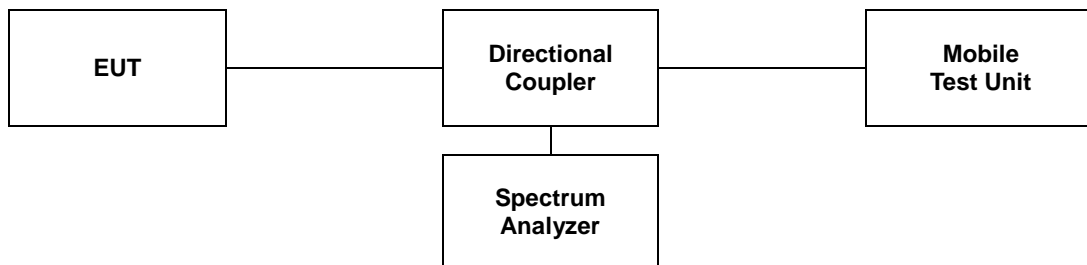 EUT
Directional
Coupler
Mobile
Test Unit
Spectrum
Analyzer